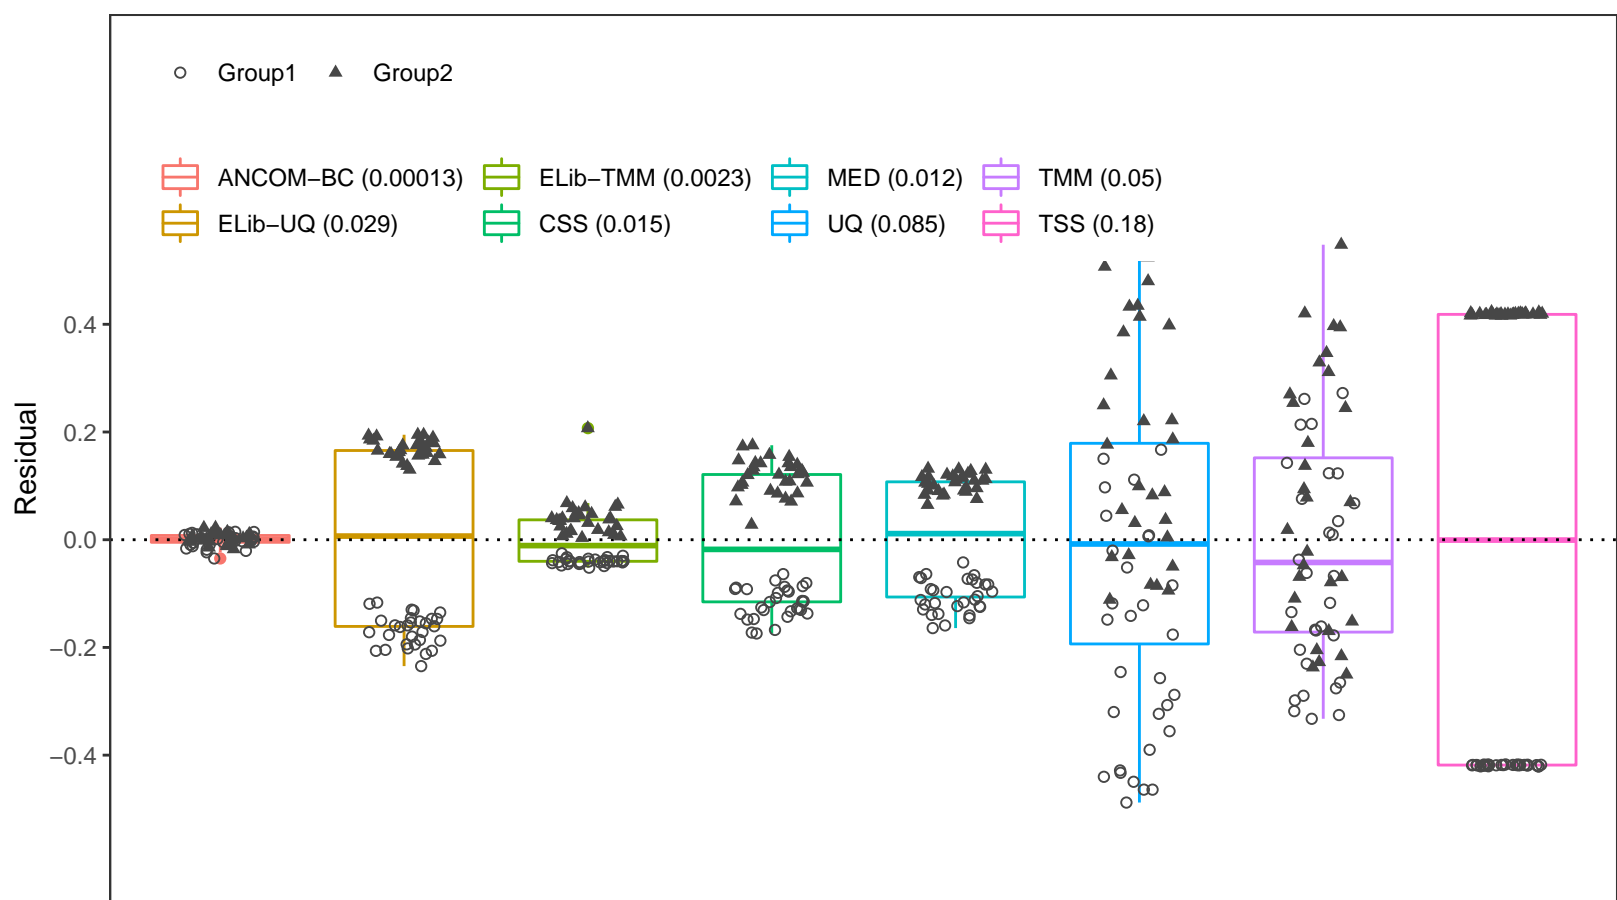 Group1 Group2
ANCOM−BC (0.00013) ELib−TMM (0.0023) MED (0.012) TMM (0.05)
ELib−UQ (0.029) CSS (0.015) UQ (0.085) TSS (0.18)
0.4
0.2
0.0
−0.2
−0.4
Residual